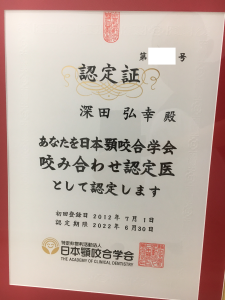 第 号
認定証
深田 弘幸 殿
あなたを日本顎咬合学会
咬み合わせ認定医
として認定します
初回登録日 2012年 7月 1日
認定期限 2022年 6月30日
特定非営利活動法人
日本顎咬合学会
THE ACADEMY OF CLINICAL DENTISTRY